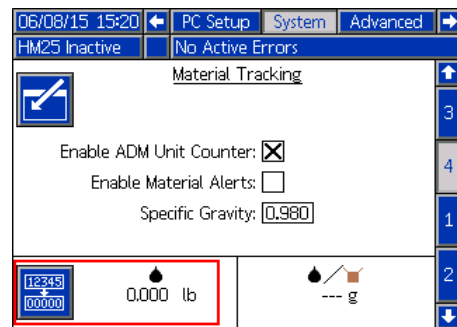 06/08/15 15:20 PC Setup System Advanced
HM25 Inactive No Active Errors
Material Tracking
3
Enable ADM Unit Counter:
4
Enable Material Alerts:
Specific Gravity: 0.980
1
2
12345
00000
0.000 lb
--- g